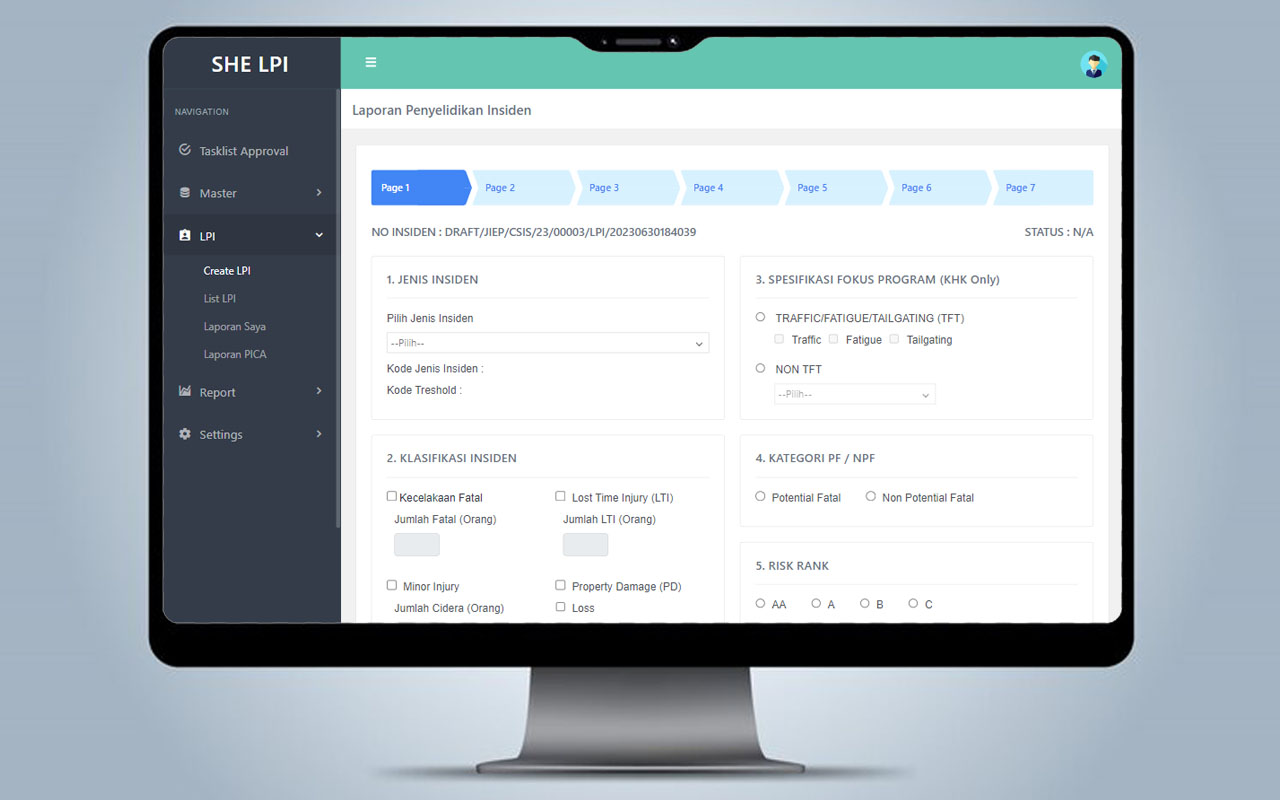 SHE LPI
NAVIGATION
Tasklist Approval
Master
LPI
Create LPI
List LPI
Laporan Saya
Laporan PICA
Report
Settings
Laporan Penyelidikan Insiden
Page 1
Page 2
Page 3
Page 4
Page 5
Page 6
Page 7
NO INSIDEN : DRAFT/JIEP/CSIS/23/00003/LPI/20230630184039
STATUS : N/A
1. JENIS INSIDEN
Pilih Jenis Insiden
--Pilih--
Kode Jenis Insiden :
Kode Treshold :
2. KLASIFIKASI INSIDEN
Kecelakaan Fatal
Lost Time Injury (LTI)
Jumlah Fatal (Orang)
Jumlah LTI (Orang)
Minor Injury
Property Damage (PD)
Jumlah Cidera (Orang)
Loss
3. SPESIFIKASI FOKUS PROGRAM (KHK Only)
TRAFFIC/FATIGUE/TAILGATING (TFT)
Traffic Fatigue Tailgating
NON TFT
--Pilih--
4. KATEGORI PF / NPF
Potential Fatal Non Potential Fatal
5. RISK RANK
AA A B C